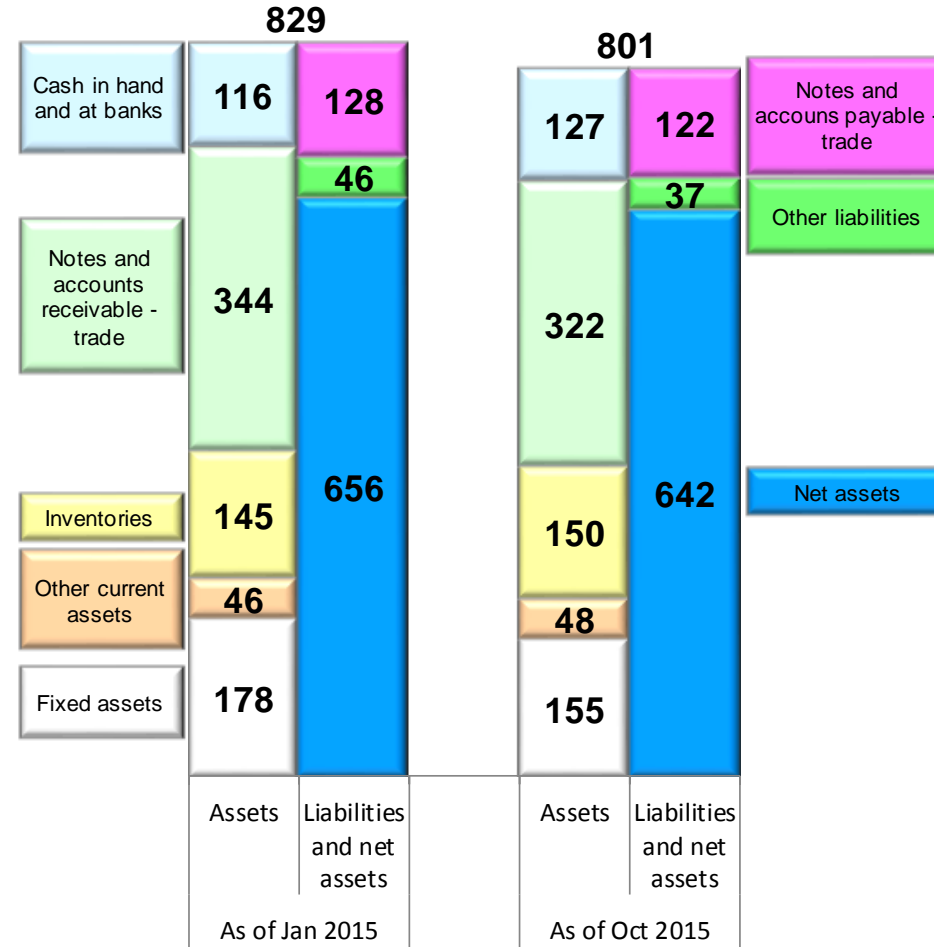 829
801
Cash in hand
and at banks
116
128
127
122
Notes and
accouns payable -
trade
46
37
Other liabilities
Notes and
accounts
receivable -
trade
344
322
656
642
Net assets
Inventories
145
150
Other current
assets
46
48
Fixed assets
178
155
Assets
Liabilities
and net
assets
Assets
Liabilities
and net
assets
As of Jan 2015
As of Oct 2015